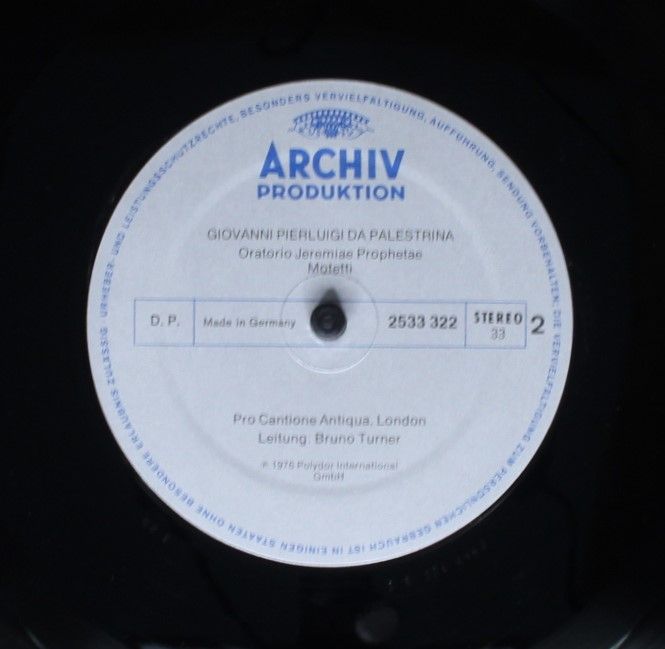 ARCHIV
PRODUKTION
GIOVANNI PIERLUIGI DA PALESTRINA
Oratorio Jeremiae Prophetae
Motetti
D. P.
Made in Germany
2533 322
STEREO
33
2
Pro Cantione Antiqua, London
Leitung: Bruno Turner
℗ 1976 Polydor International
GmbH
URHEBER- UND LEISTUNGSSCHUTZRECHTE, BESONDERS VERVIELFÄLTIGUNG, AUFFÜHRUNG, SENDUNG VORBEHALTEN; DIE VERVIELFÄLTIGUNG ZUM PERSÖNLICHEN GEBRAUCH IST IN EINIGEN STAATEN OHNE BESONDERE ERLAUBNIS ZULÄSSIG